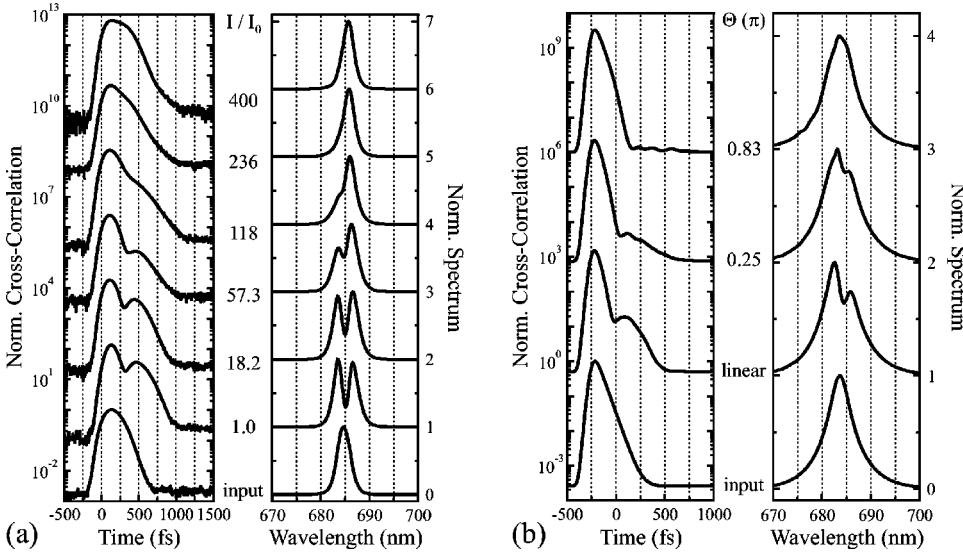 10^13
10^10
10^7
10^4
10^1
10^-2
Norm. Cross-Correlation
-500 0 500 1000 1500
Time (fs)
(a)
I / I_0
400
236
118
57.3
18.2
1.0
input
7
6
5
4
3
2
1
0
Norm. Spectrum
670 680 690 700
Wavelength (nm)
10^9
10^6
10^3
10^0
10^-3
Norm. Cross-Correlation
-500 0 500 1000
Time (fs)
(b)
Θ (π)
0.83
0.25
linear
input
4
3
2
1
0
Norm. Spectrum
670 680 690 700
Wavelength (nm)